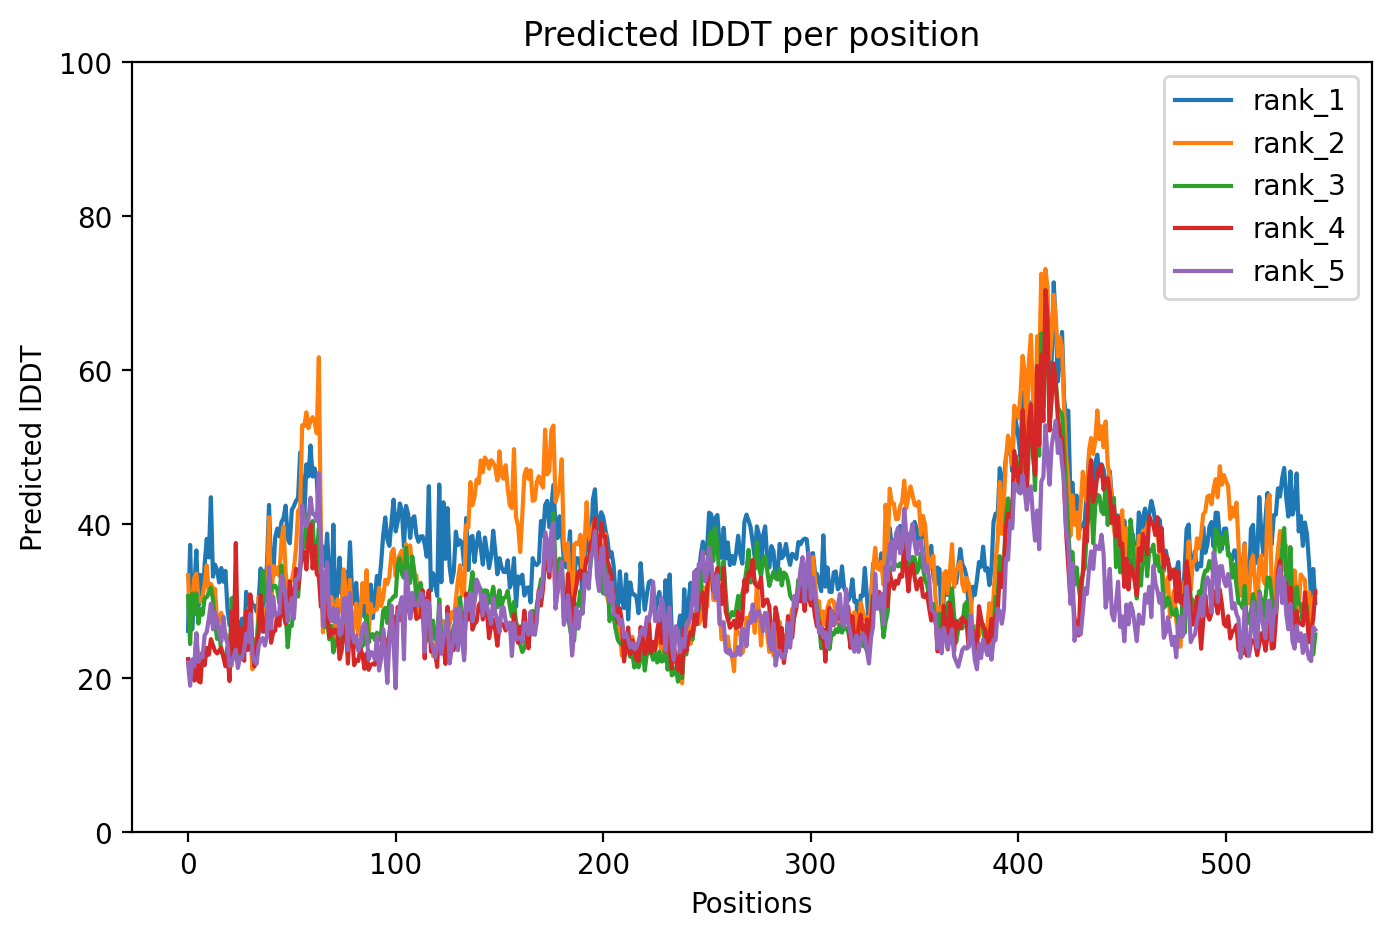 Predicted lDDT per position
Predicted lDDT
100
80
60
40
20
0
rank_1
rank_2
rank_3
rank_4
rank_5
0 100 200 300 400 500
Positions